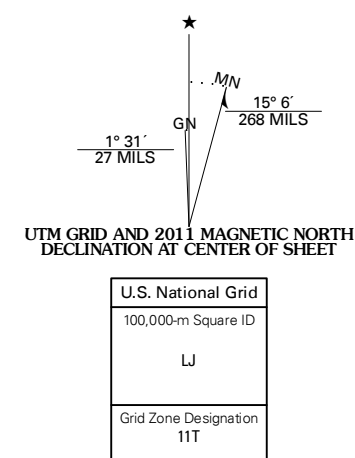 ★
MN
15° 6´
268 MILS
GN
1° 31´
27 MILS
UTM GRID AND 2011 MAGNETIC NORTH
DECLINATION AT CENTER OF SHEET
U.S. National Grid
100,000-m Square ID
LJ
Grid Zone Designation
11T